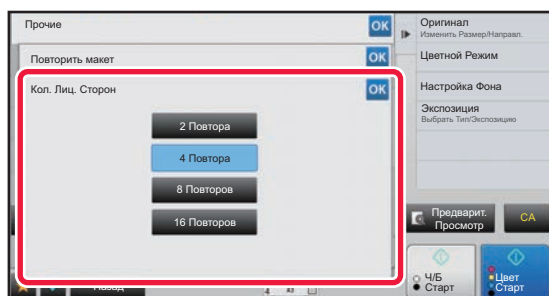 Прочие
OK
Повторить макет
OK
Кол. Лиц. Сторон
OK
2 Повтора
4 Повтора
8 Повторов
16 Повторов
Назад
Оригинал
Изменить Размер/Направл.
Цветной Режим
Настройка Фона
Экспозиция
Выбрать Тип/Экспозицию
Предварит.
Просмотр
CA
Ч/Б
Старт
Цвет
Старт